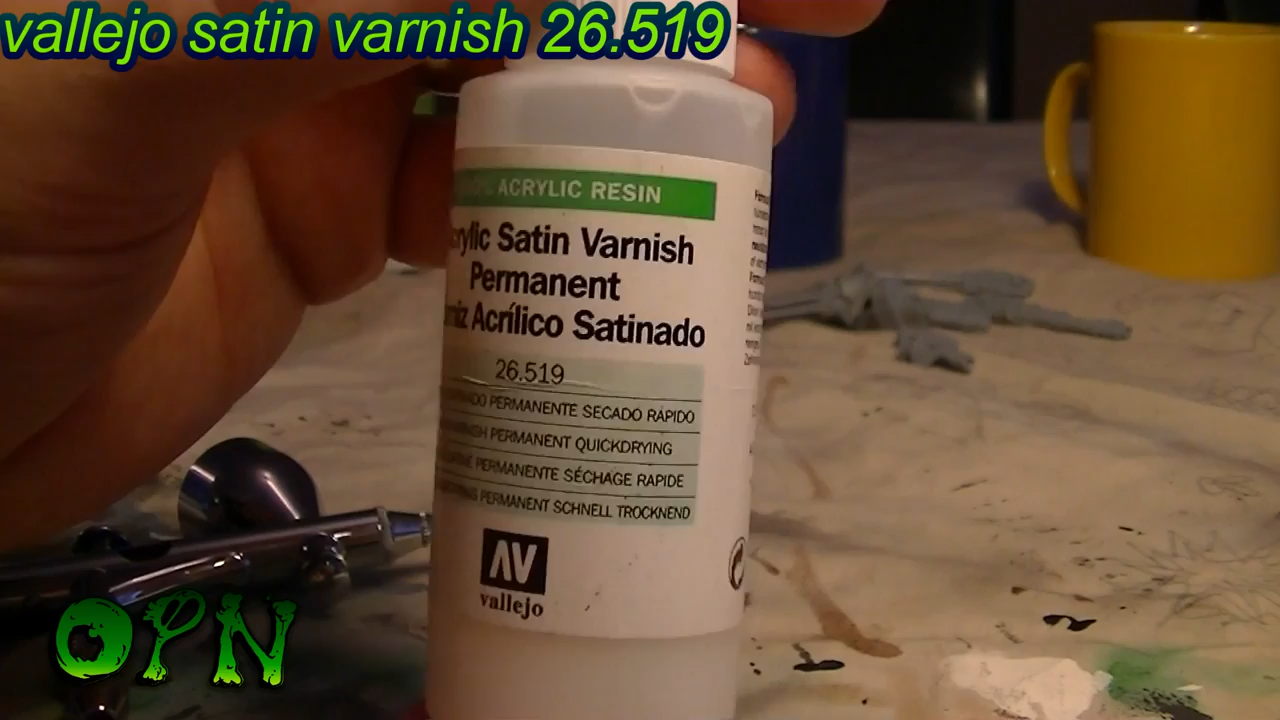 vallejo satin varnish 26.519
ACRYLIC RESIN
Satin Varnish
Permanent
Acrílico Satinado
26.519
PERMANENTE SECADO RÁPIDO
PERMANENT QUICKDRYING
PERMANENTE SÉCHAGE RAPIDE
PERMANENT SCHNELL TROCKNEND
AV
vallejo
OPN